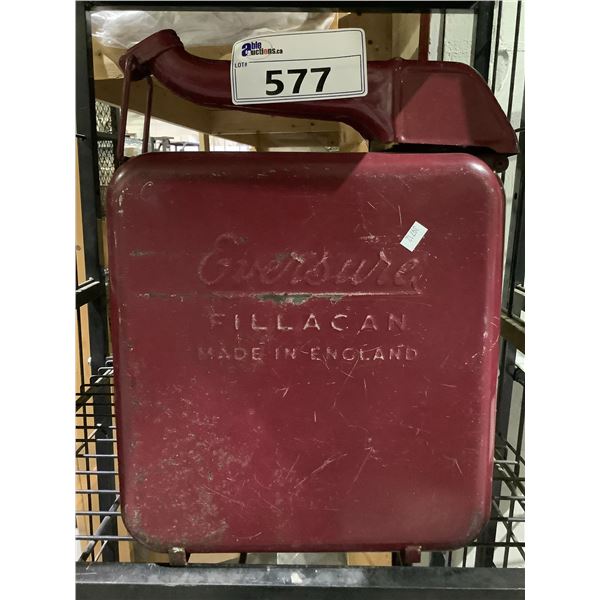 able
auctions.ca
LOT#
577
Eversure
FILLACAN
MADE IN ENGLAND